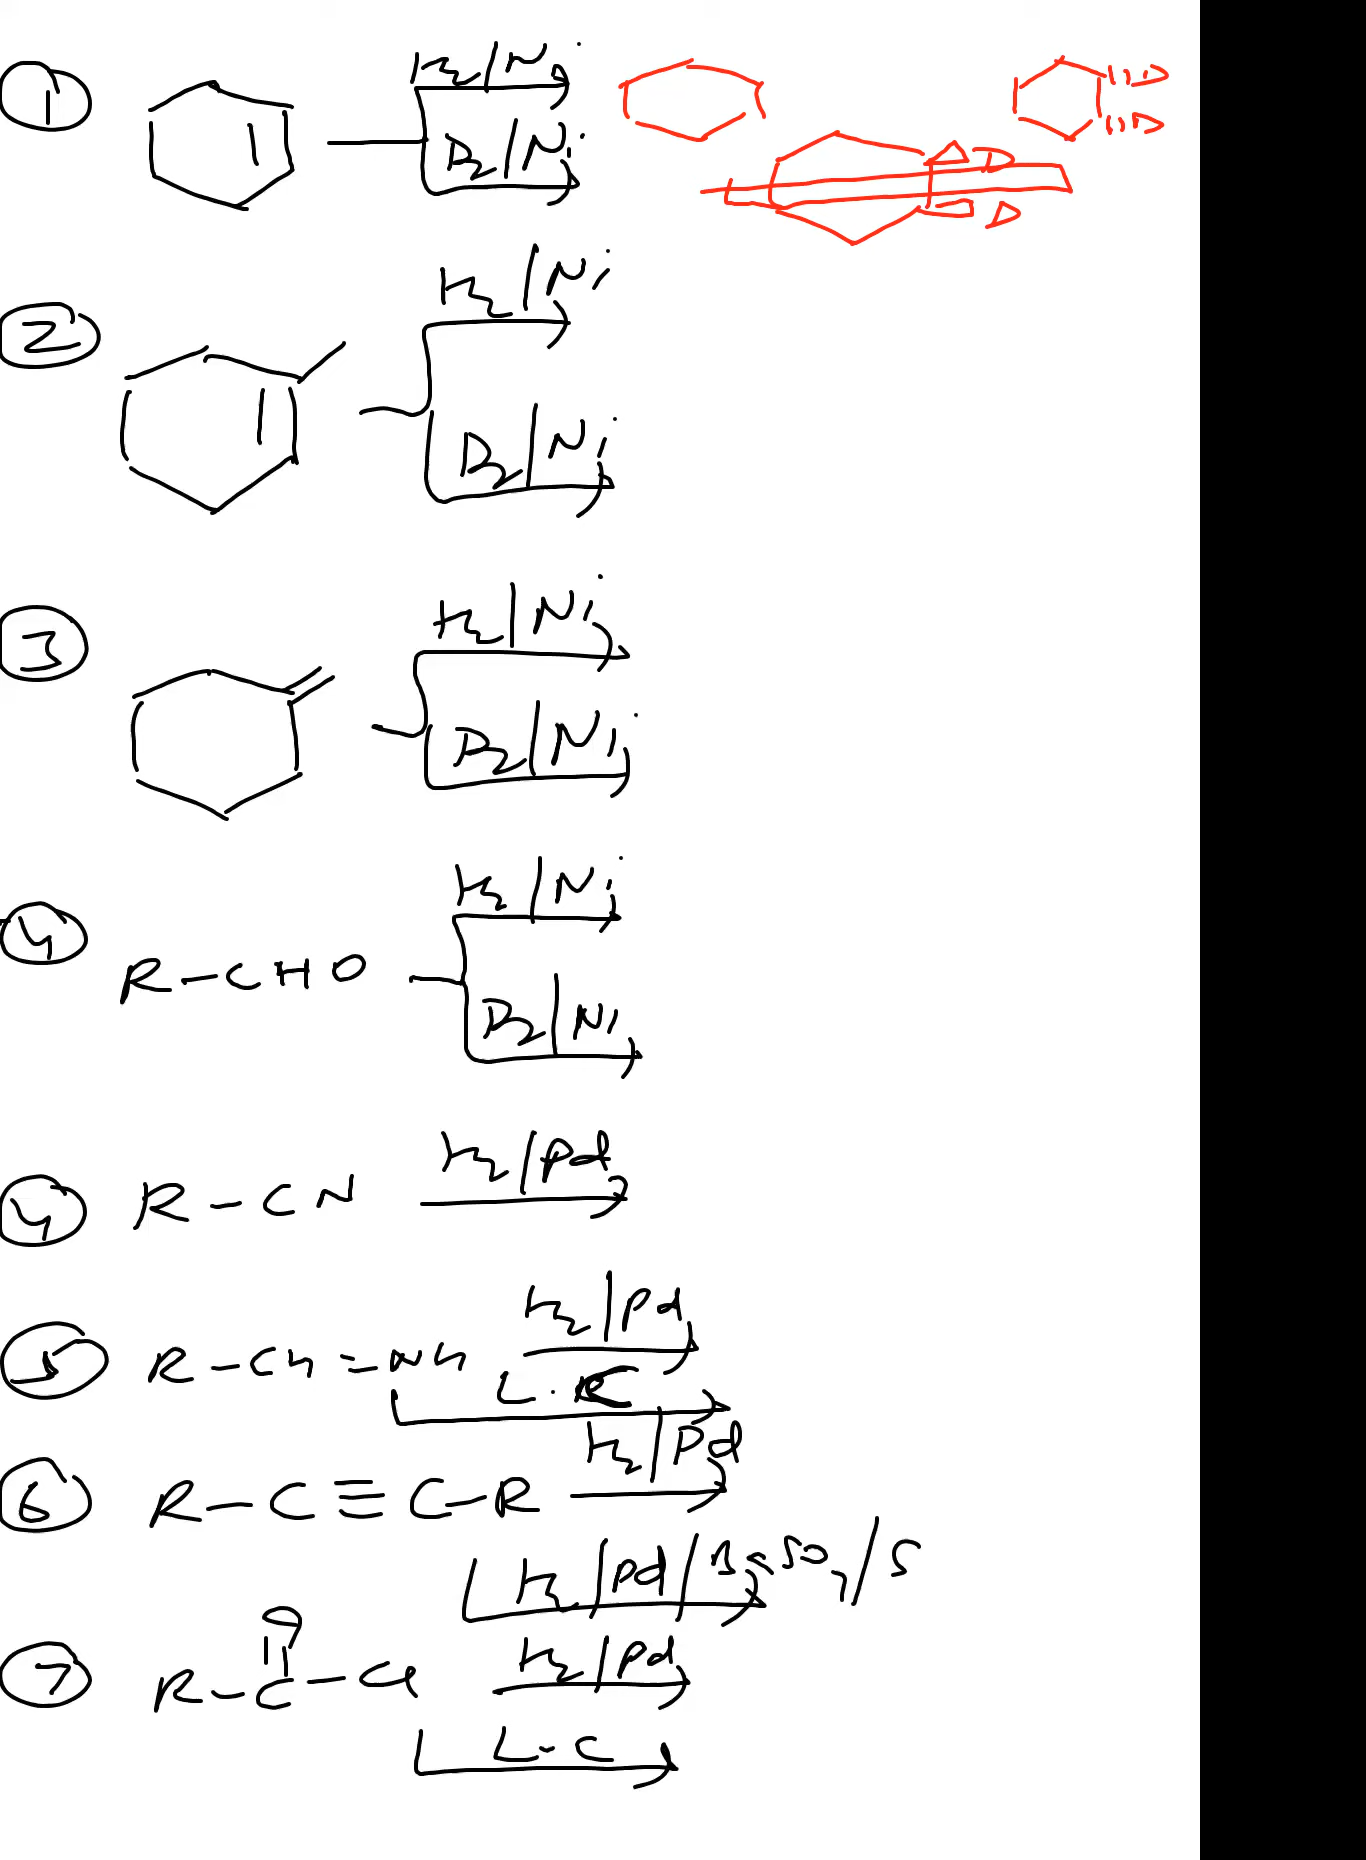 1
H2/Ni
D2/Ni
D
D
D
D
2
H2/Ni
D2/Ni
3
H2/Ni
D2/Ni
4
R-CHO
H2/Ni
D2/Ni
4
R-CN
H2/Pd
5
R-CH=NH
H2/Pd
L.C
6
R-C≡C-R
H2/Pd
H2/Pd/BaSO4/S
7
O
R-C-Cl
H2/Pd
L-C